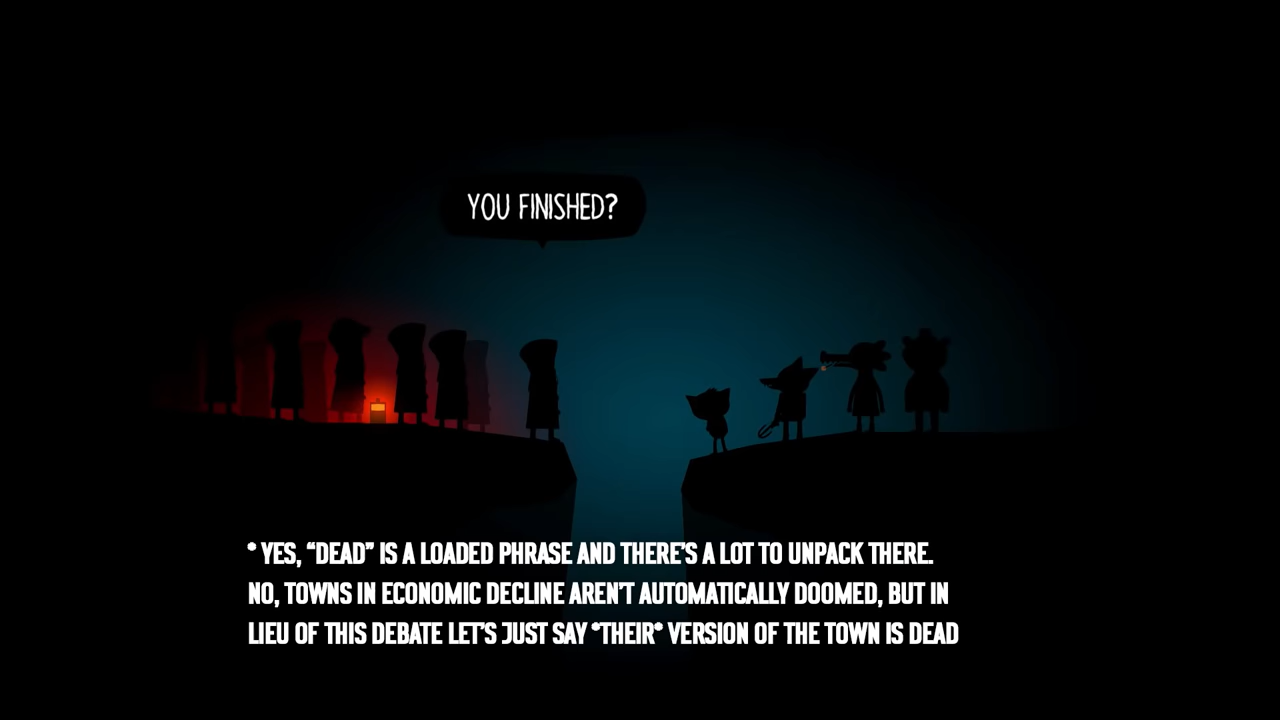 YOU FINISHED?
* YES, “DEAD” IS A LOADED PHRASE AND THERE’S A LOT TO UNPACK THERE.
NO, TOWNS IN ECONOMIC DECLINE AREN’T AUTOMATICALLY DOOMED, BUT IN
LIEU OF THIS DEBATE LET’S JUST SAY *THEIR* VERSION OF THE TOWN IS DEAD